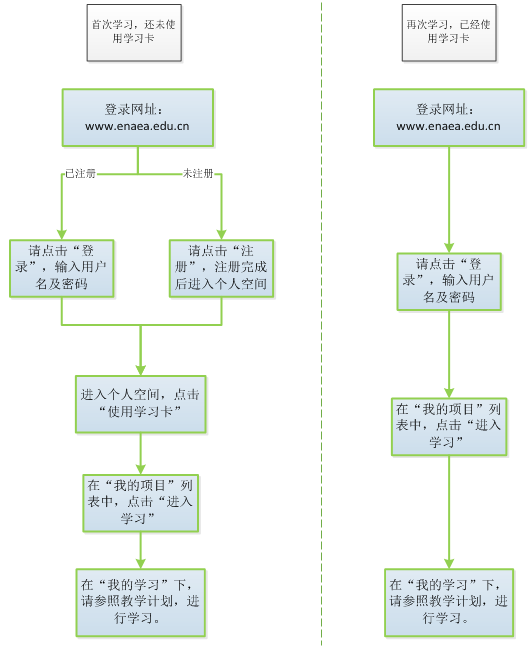 首次学习，还未使
用学习卡
登录网址：
www.enaea.edu.cn
已注册
未注册
请点击“登
录”，输入用户
名及密码
请点击“注
册”，注册完成
后进入个人空间
进入个人空间，点击
“使用学习卡”
在“我的项目”列
表中，点击“进入
学习”
在“我的学习”下，
请参照教学计划，进
行学习。
再次学习，已经使
用学习卡
登录网址：
www.enaea.edu.cn
请点击“登
录”，输入用户
名及密码
在“我的项目”列
表中，点击“进入
学习”
在“我的学习”下，
请参照教学计划，进
行学习。